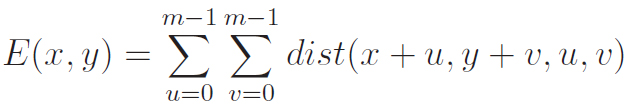 E(x, y) = \sum_{u=0}^{m-1} \sum_{v=0}^{m-1} dist(x + u, y + v, u, v)